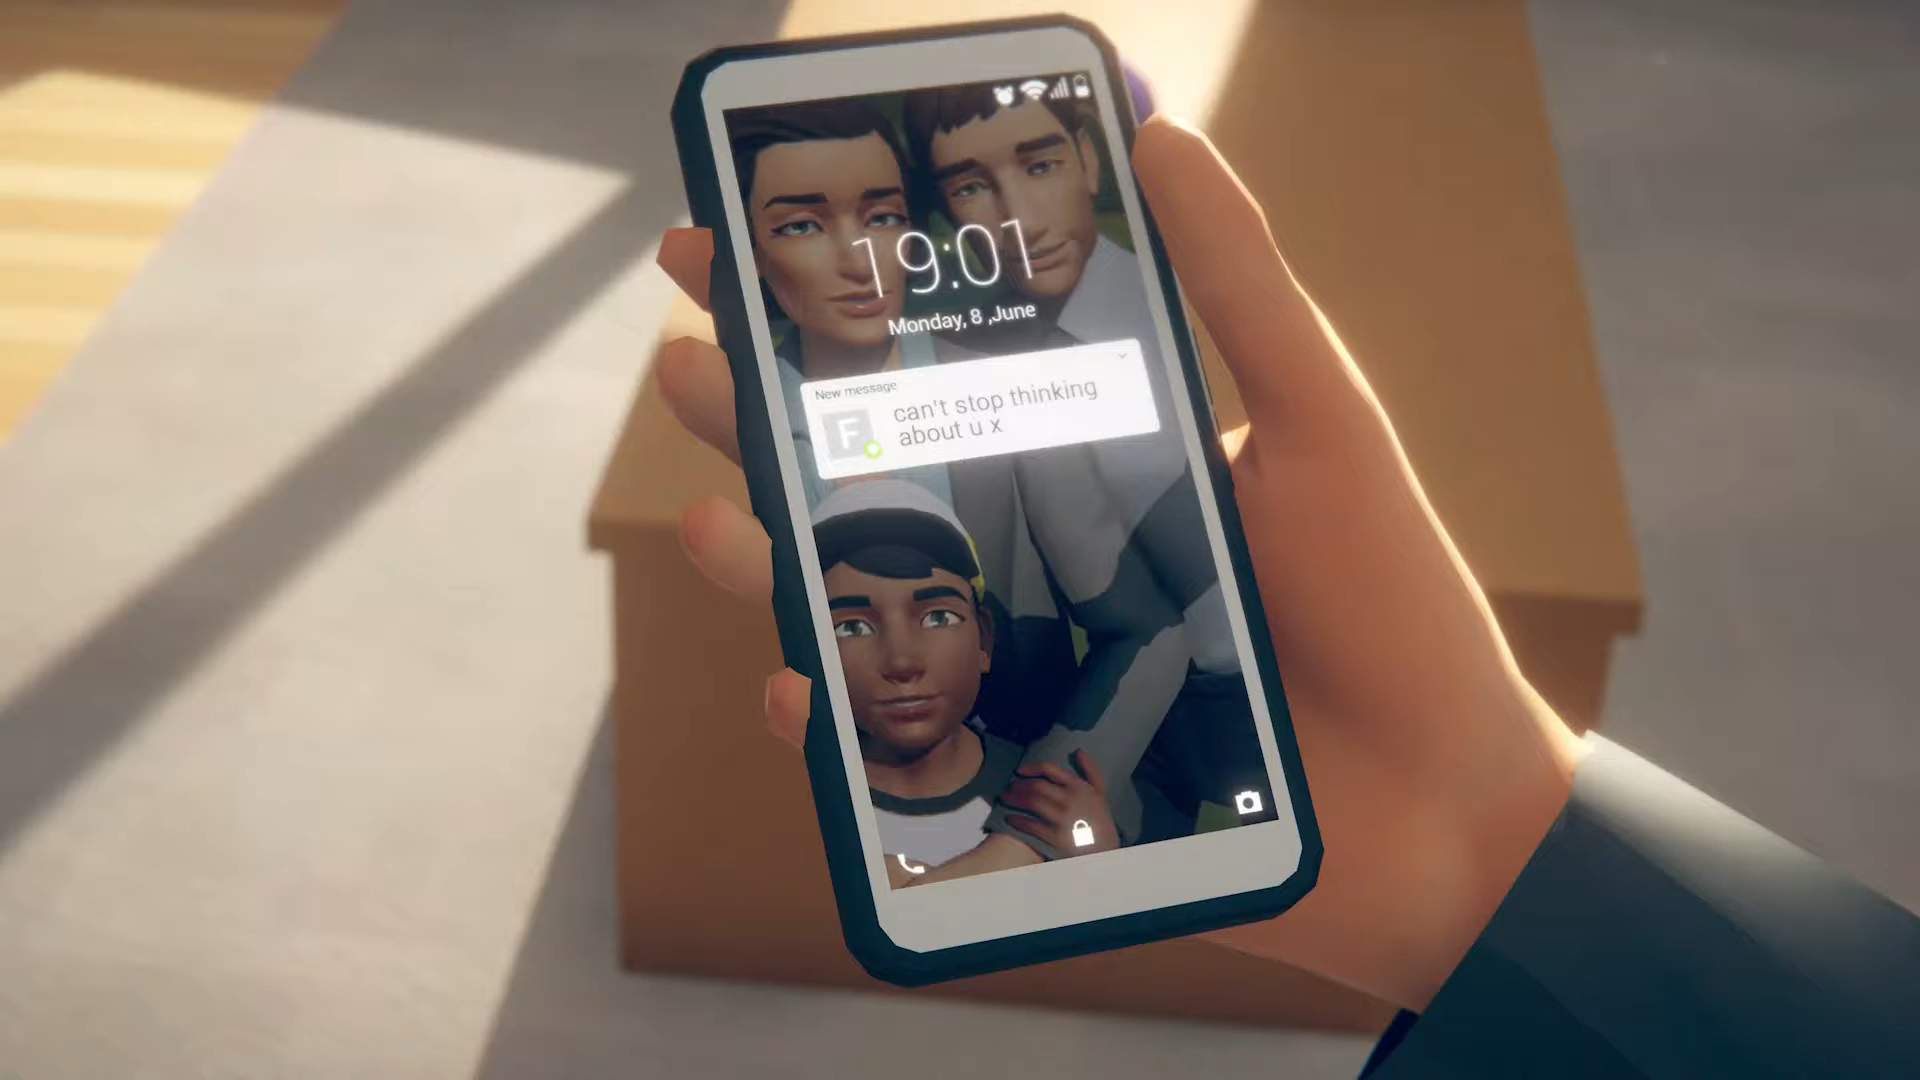 19:01
Monday, 8 ,June
New message
F
can't stop thinking
about u x